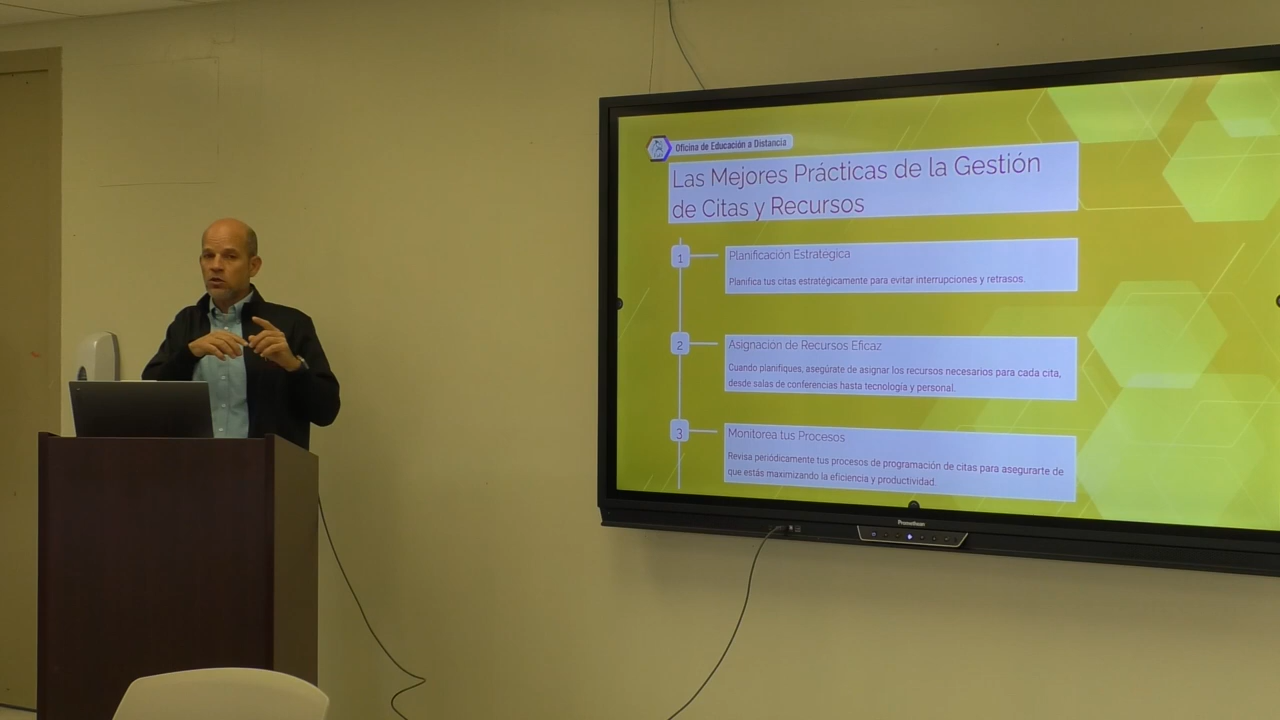 Oficina de Educación a Distancia
Las Mejores Prácticas de la Gestión
de Citas y Recursos
1
Planificación Estratégica
Planifica tus citas estratégicamente para evitar interrupciones y retrasos.
2
Asignación de Recursos Eficaz
Cuando planifiques, asegúrate de asignar los recursos necesarios para cada cita,
desde salas de conferencias hasta tecnología y personal.
3
Monitorea tus Procesos
Revisa periódicamente tus procesos de programación de citas para asegurarte de
que estás maximizando la eficiencia y productividad.
Promethean